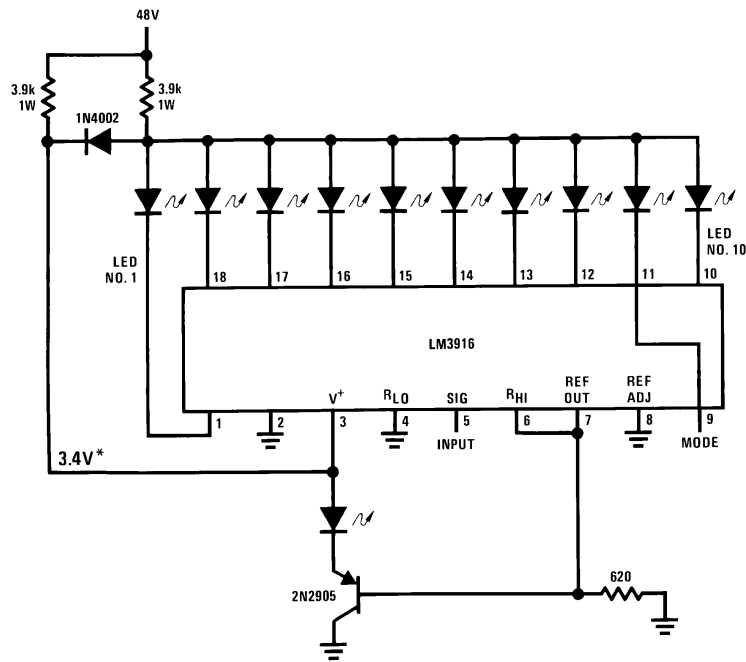 48V
3.9k
1W
3.9k
1W
1N4002
LED
NO. 1
LED
NO. 10
18
17
16
15
14
13
12
11
10
LM3916
V+
RLO
SIG
RHI
REF
OUT
REF
ADJ
1
2
3
4
5
6
7
8
9
INPUT
MODE
3.4V*
2N2905
620